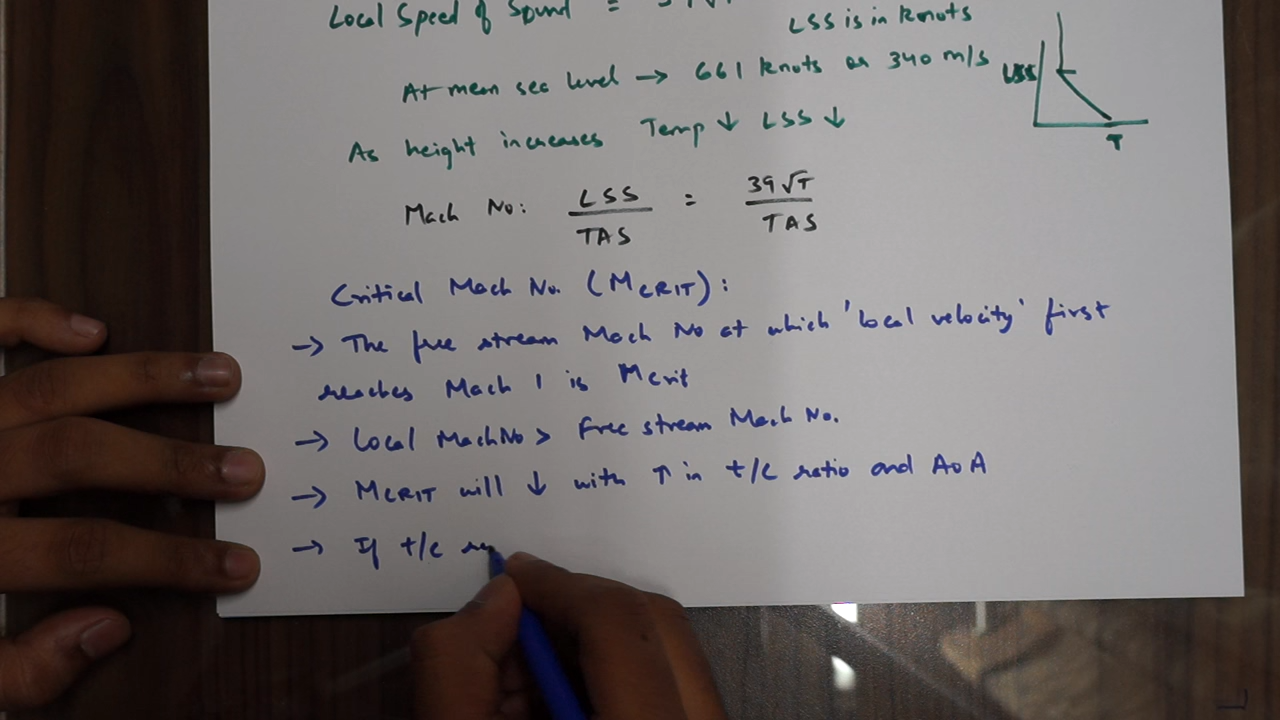 Local Speed of Sound =
LSS is in knots
At mean sea level → 661 knots or 340 m/s
LSS
T
As height increases Temp ↓ LSS ↓
Mach No: LSS/TAS = 39√T/TAS
Critical Mach No. (MCRIT):
→ The free stream Mach No at which 'local velocity' first
reaches Mach 1 is Mcrit
→ Local MachNo > Free stream Mach No.
→ MCRIT will ↓ with ↑ in t/c ratio and AoA
→ If t/c